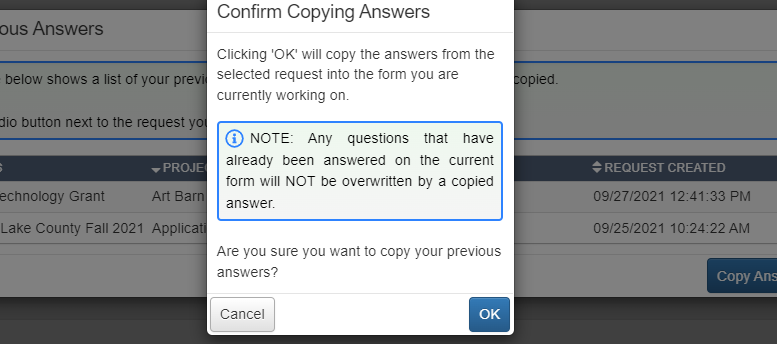 Confirm Copying Answers
ous Answers
Clicking 'OK' will copy the answers from the
selected request into the form you are
currently working on.
below shows a list of your previ
copied.
dio button next to the request you
NOTE: Any questions that have
already been answered on the current
form will NOT be overwritten by a copied
answer.
S PROJE REQUEST CREATED
echnology Grant Art Barn 09/27/2021 12:41:33 PM
Lake County Fall 2021 Applicati 09/25/2021 10:24:22 AM
Are you sure you want to copy your previous
answers?
Copy Ans
Cancel OK